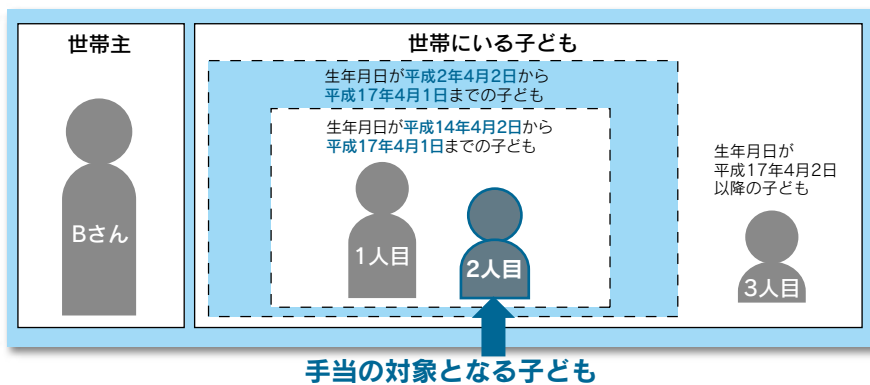 世帯主
世帯にいる子ども
生年月日が平成2年4月2日から
平成17年4月1日までの子ども
生年月日が平成14年4月2日から
平成17年4月1日までの子ども
生年月日が
平成17年4月2日
以降の子ども
Bさん
1人目
2人目
3人目
手当の対象となる子ども